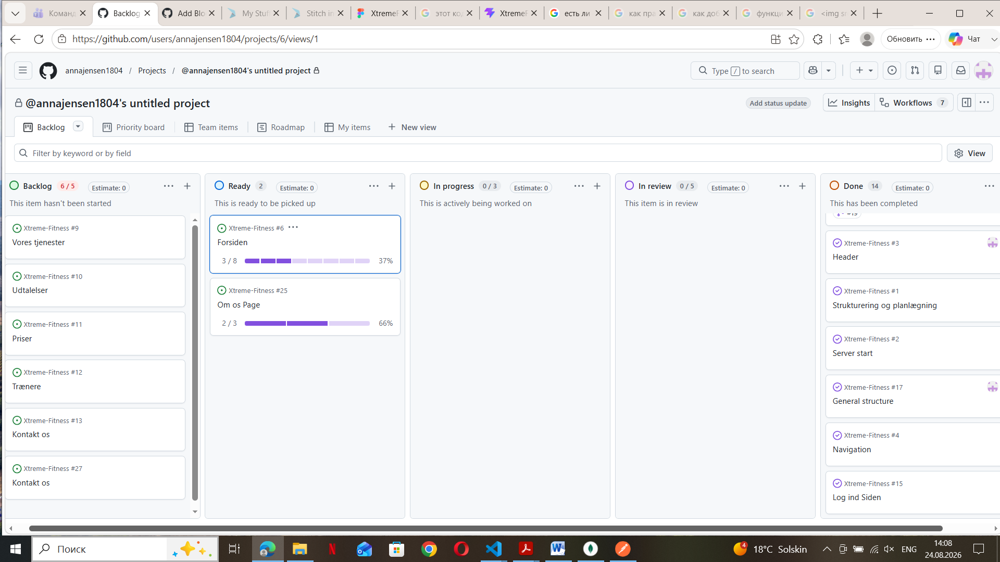 Команд
Backlog
Add Blo
My Stuf
Stitch in
XtremeF
этот код
XtremeF
есть ли
как пра
как доб
функци
<img sr
https://github.com/users/annajensen1804/projects/6/views/1
Обновить
Чат
annajensen1804 / Projects / @annajensen1804's untitled project
Type / to search
@annajensen1804's untitled project
Add status update
Insights
Workflows 7
Backlog
Priority board
Team items
Roadmap
My items
New view
Filter by keyword or by field
View
Backlog 6 / 5 Estimate: 0
This item hasn't been started
Xtreme-Fitness #9
Vores tjenester
Xtreme-Fitness #10
Udtalelser
Xtreme-Fitness #11
Priser
Xtreme-Fitness #12
Trænere
Xtreme-Fitness #13
Kontakt os
Xtreme-Fitness #27
Kontakt os
Ready 2 Estimate: 0
This is ready to be picked up
Xtreme-Fitness #6
Forsiden
3 / 8 37%
Xtreme-Fitness #25
Om os Page
2 / 3 66%
In progress 0 / 3 Estimate: 0
This is actively being worked on
In review 0 / 5 Estimate: 0
This item is in review
Done 14 Estimate: 0
This has been completed
#19
Xtreme-Fitness #3
Header
Xtreme-Fitness #1
Strukturering og planlægning
Xtreme-Fitness #2
Server start
Xtreme-Fitness #17
General structure
Xtreme-Fitness #4
Navigation
Xtreme-Fitness #15
Log ind Siden
Поиск
4
18°C Solskin
ENG
14:08
24.08.2026